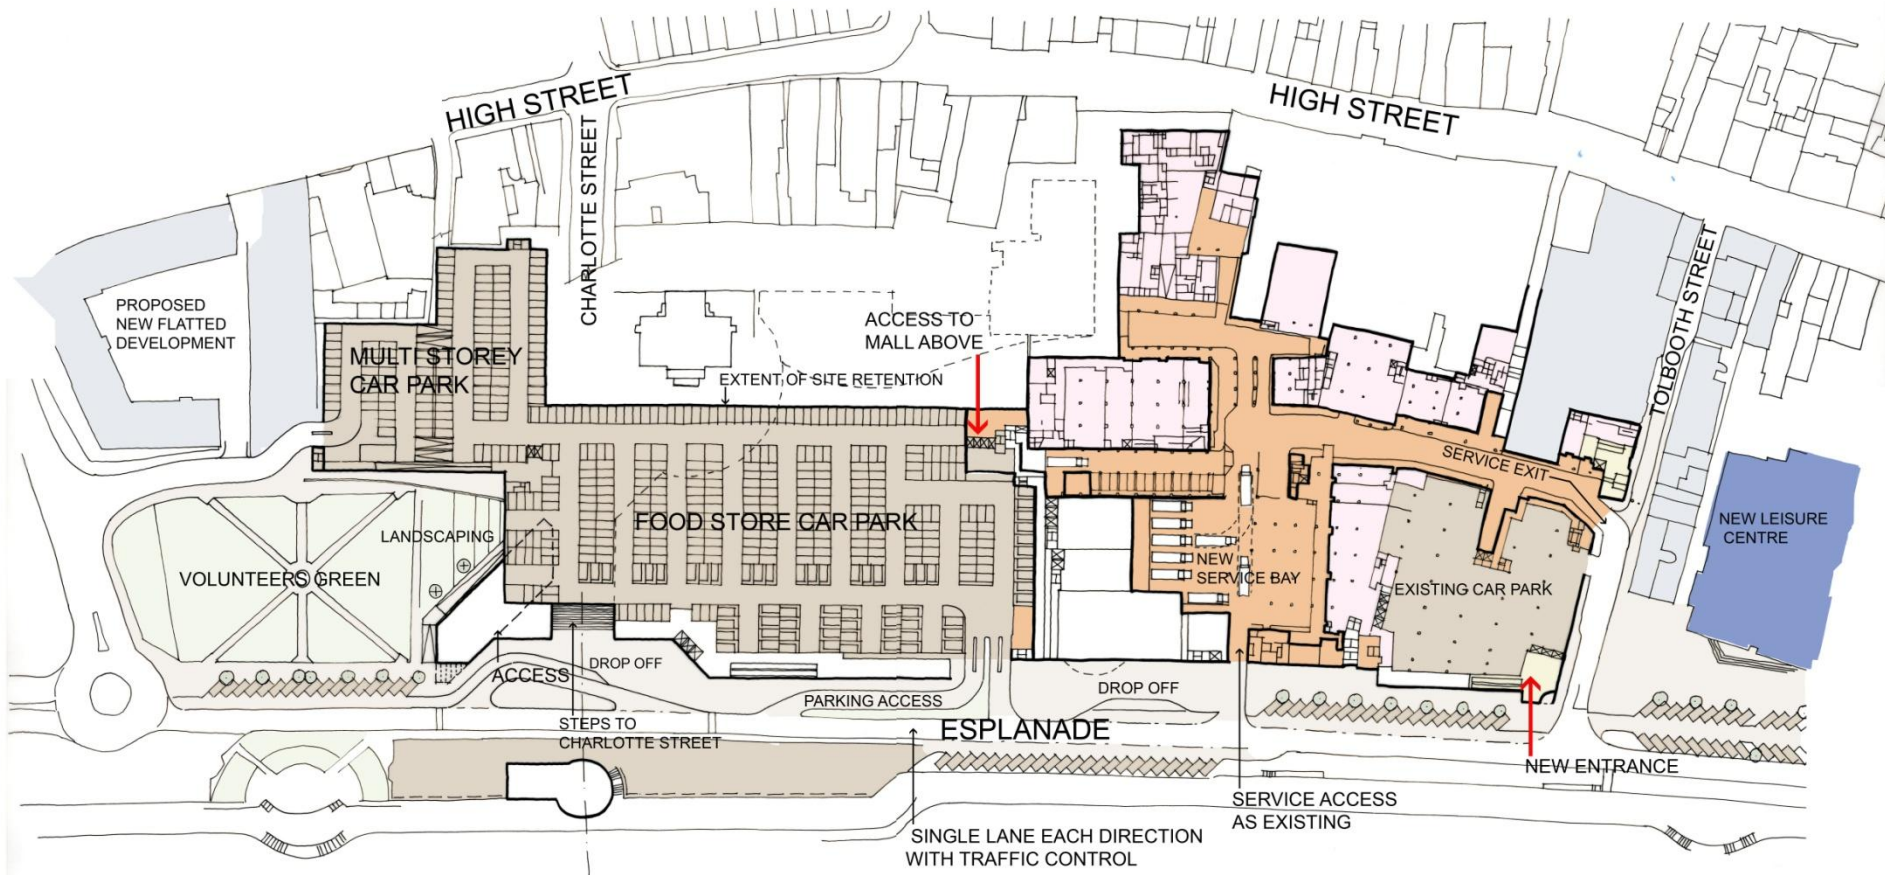 HIGH STREET
CHARLOTTE STREET
HIGH STREET
TOLBOOTH STREET
PROPOSED
NEW FLATTED
DEVELOPMENT
MULTI STOREY
CAR PARK
ACCESS TO
MALL ABOVE
EXTENT OF SITE RETENTION
SERVICE EXIT
FOOD STORE CAR PARK
LANDSCAPING
VOLUNTEERS GREEN
NEW
SERVICE BAY
EXISTING CAR PARK
NEW LEISURE
CENTRE
ACCESS
DROP OFF
PARKING ACCESS
DROP OFF
STEPS TO
CHARLOTTE STREET
ESPLANADE
NEW ENTRANCE
SERVICE ACCESS
AS EXISTING
SINGLE LANE EACH DIRECTION
WITH TRAFFIC CONTROL